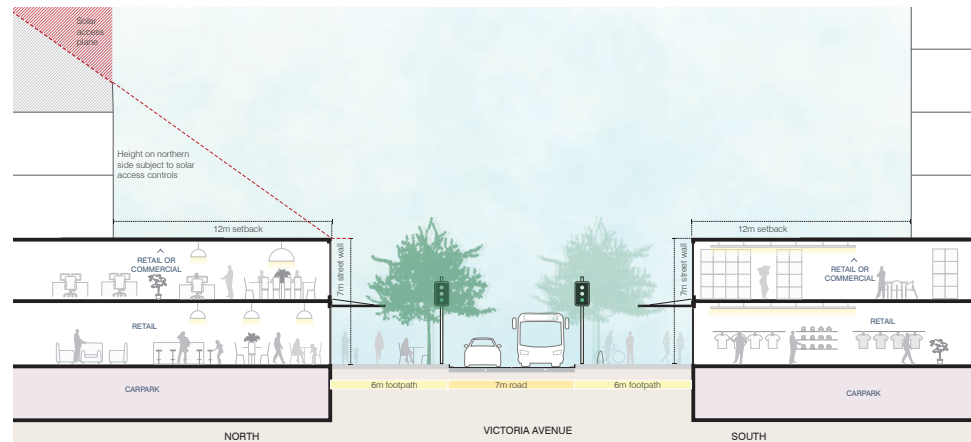 Solar
access
plane
Height on northern
side subject to solar
access controls
12m setback
12m setback
7m street wall
7m street wall
RETAIL OR
COMMERCIAL
RETAIL OR
COMMERCIAL
RETAIL
RETAIL
CARPARK
6m footpath
7m road
6m footpath
CARPARK
NORTH
VICTORIA AVENUE
SOUTH